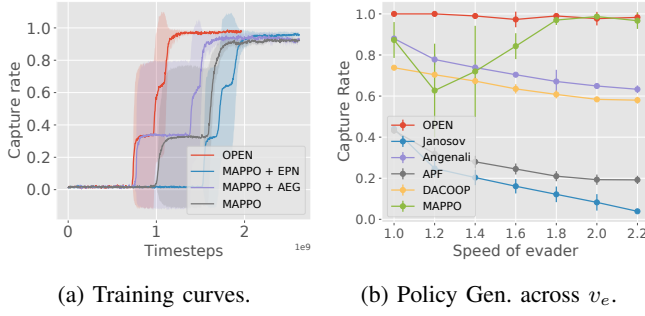 Capture rate
1.0
0.8
0.6
0.4
0.2
0.0
OPEN
MAPPO + EPN
MAPPO + AEG
MAPPO
0
1
2
1e9
Timesteps
(a) Training curves.
Capture Rate
1.0
0.8
0.6
0.4
0.2
0.0
OPEN
Janosov
Angenali
APF
DACOOP
MAPPO
1.0 1.2 1.4 1.6 1.8 2.0 2.2
Speed of evader
(b) Policy Gen. across vₑ.